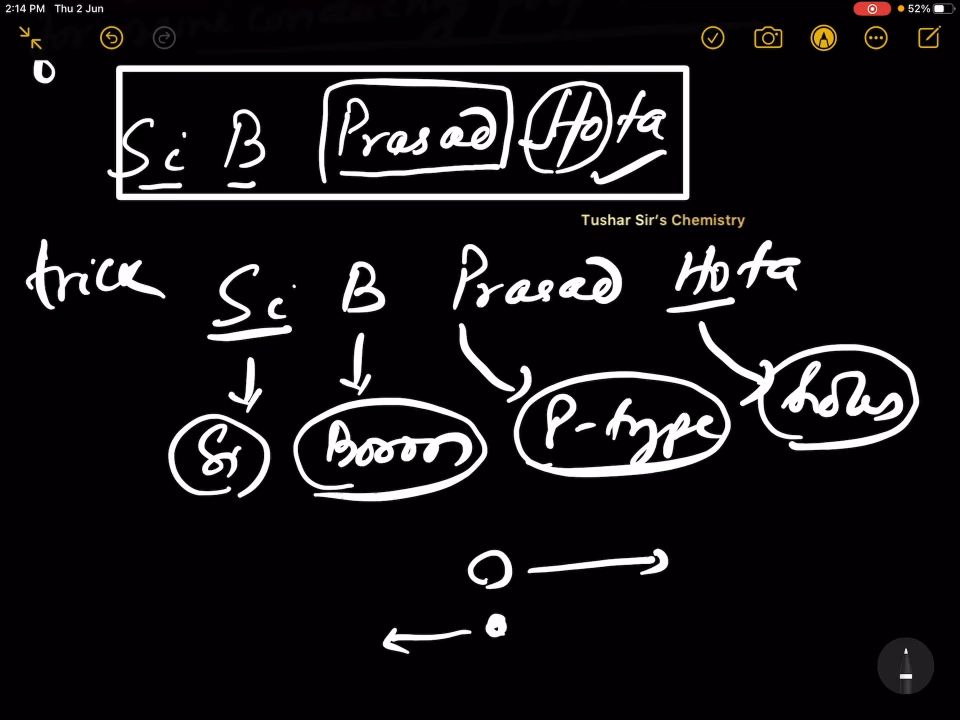 2:14 PM Thu 2 Jun 52%
Si B Prasad Hota
Tushar Sir's Chemistry
trick Si B Prasad Hota
Si Boron P-type holes